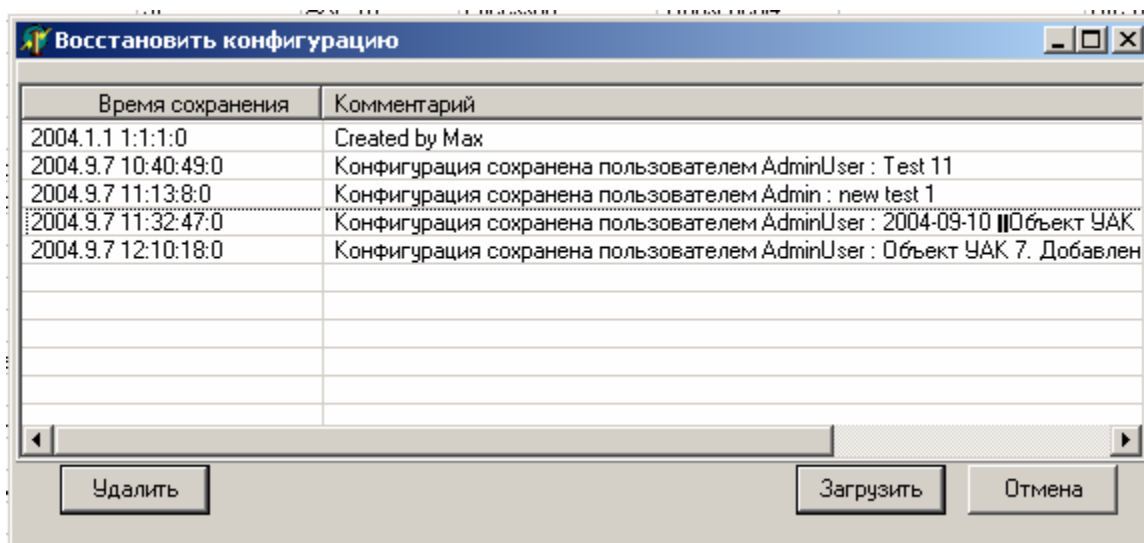 Восстановить конфигурацию
Время сохранения Комментарий
2004.1.1 1:1:1:0 Created by Max
2004.9.7 10:40:49:0 Конфигурация сохранена пользователем AdminUser : Test 11
2004.9.7 11:13:8:0 Конфигурация сохранена пользователем Admin : new test 1
2004.9.7 11:32:47:0 Конфигурация сохранена пользователем AdminUser : 2004-09-10 ||Объект УАК
2004.9.7 12:10:18:0 Конфигурация сохранена пользователем AdminUser : Объект УАК 7. Добавлен
Удалить Загрузить Отмена